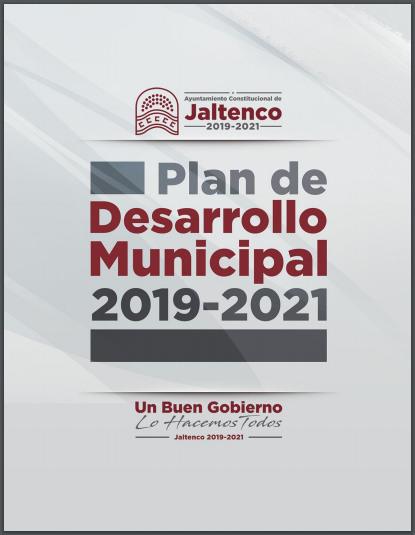 Ayuntamiento Constitucional de
Jaltenco
2019-2021
Plan de
Desarrollo
Municipal
2019-2021
Un Buen Gobierno
Lo Hacemos Todos
Jaltenco 2019-2021